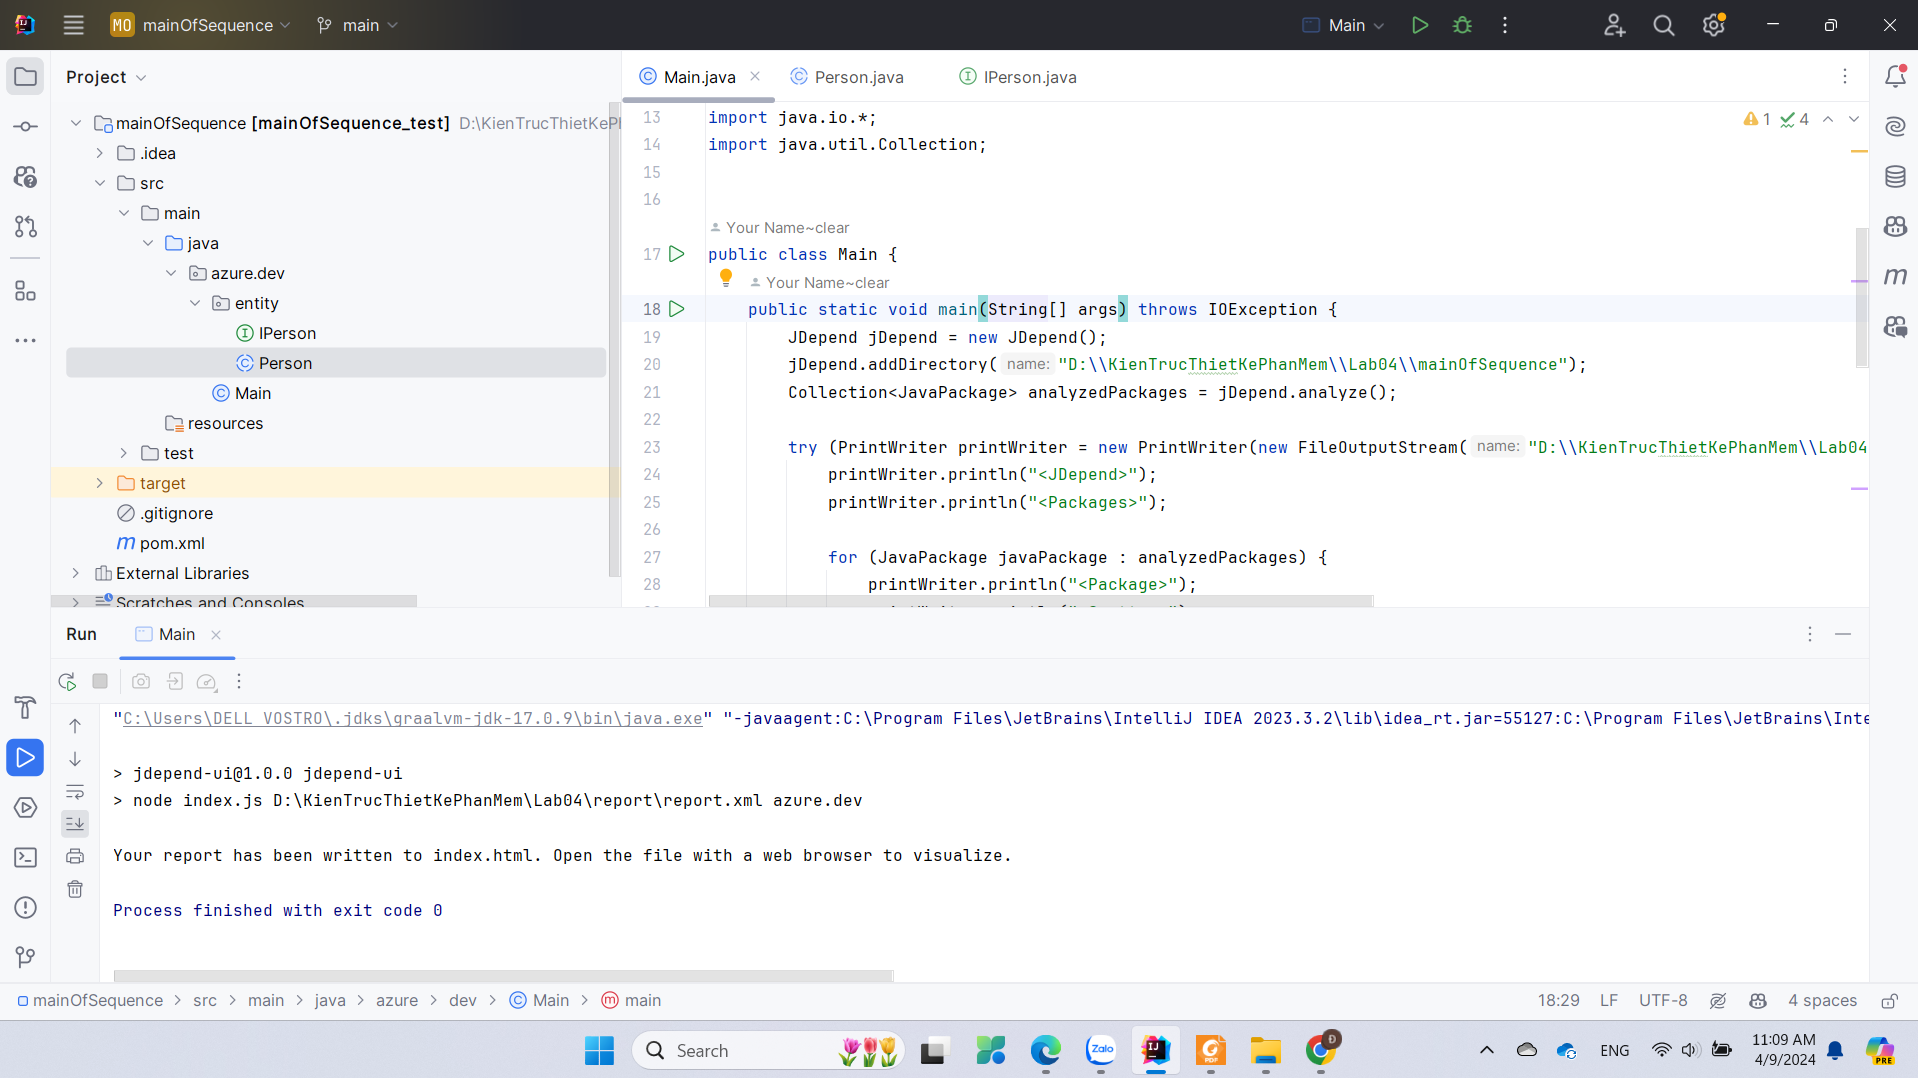 MO mainOfSequence main Main
Project
mainOfSequence [mainOfSequence_test] D:\KienTrucThietKeP
.idea
src
main
java
azure.dev
entity
IPerson
Person
Main
resources
test
target
.gitignore
pom.xml
External Libraries
Scratches and Consoles
Main.java Person.java IPerson.java
1 4
13 import java.io.*;
14 import java.util.Collection;
15
16
Your Name~clear
17 public class Main {
Your Name~clear
18 public static void main(String[] args) throws IOException {
19 JDepend jDepend = new JDepend();
20 jDepend.addDirectory( name: "D:\\KienTrucThietKePhanMem\\Lab04\\mainOfSequence");
21 Collection<JavaPackage> analyzedPackages = jDepend.analyze();
22
23 try (PrintWriter printWriter = new PrintWriter(new FileOutputStream( name: "D:\\KienTrucThietKePhanMem\\Lab04
24 printWriter.println("<JDepend>");
25 printWriter.println("<Packages>");
26
27 for (JavaPackage javaPackage : analyzedPackages) {
28 printWriter.println("<Package>");
Run Main
"C:\Users\DELL VOSTRO\.jdks\graalvm-jdk-17.0.9\bin\java.exe" "-javaagent:C:\Program Files\JetBrains\IntelliJ IDEA 2023.3.2\lib\idea_rt.jar=55127:C:\Program Files\JetBrains\Inte
> jdepend-ui@1.0.0 jdepend-ui
> node index.js D:\KienTrucThietKePhanMem\Lab04\report\report.xml azure.dev
Your report has been written to index.html. Open the file with a web browser to visualize.
Process finished with exit code 0
mainOfSequence > src > main > java > azure > dev > Main > main 18:29 LF UTF-8 4 spaces
Search Zalo PDF ENG 11:09 AM
4/9/2024 PRE